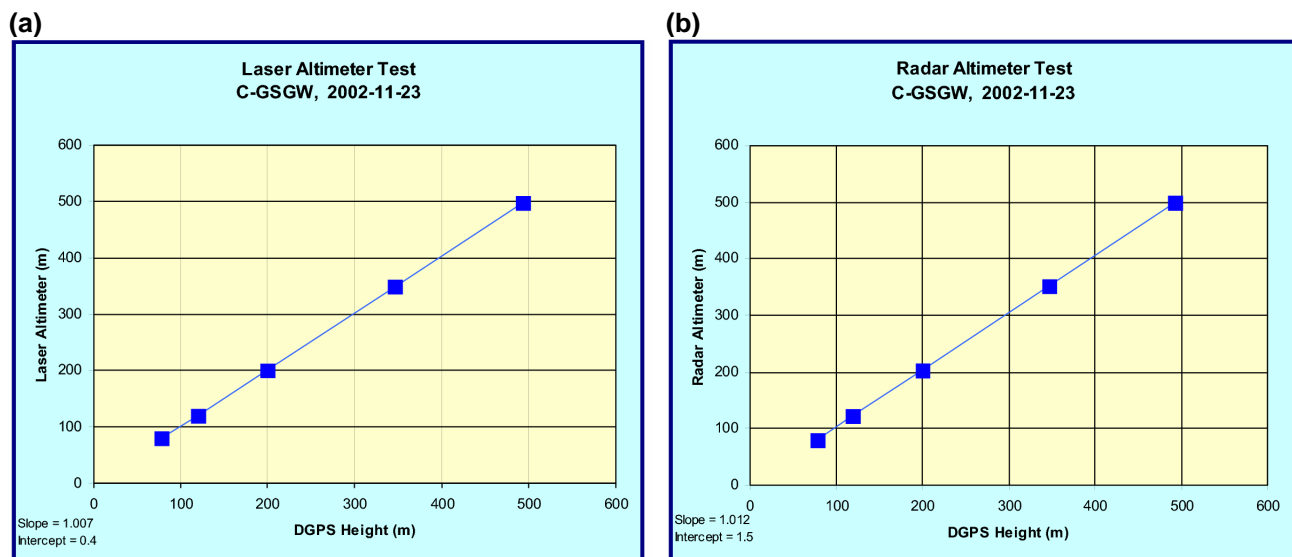 (a)
Laser Altimeter Test
C-GSGW, 2002-11-23
600
500
400
300
200
100
0
Laser Altimeter (m)
0 100 200 300 400 500 600
DGPS Height (m)
Slope = 1.007
Intercept = 0.4
(b)
Radar Altimeter Test
C-GSGW, 2002-11-23
600
500
400
300
200
100
0
Radar Altimeter (m)
0 100 200 300 400 500 600
DGPS Height (m)
Slope = 1.012
Intercept = 1.5